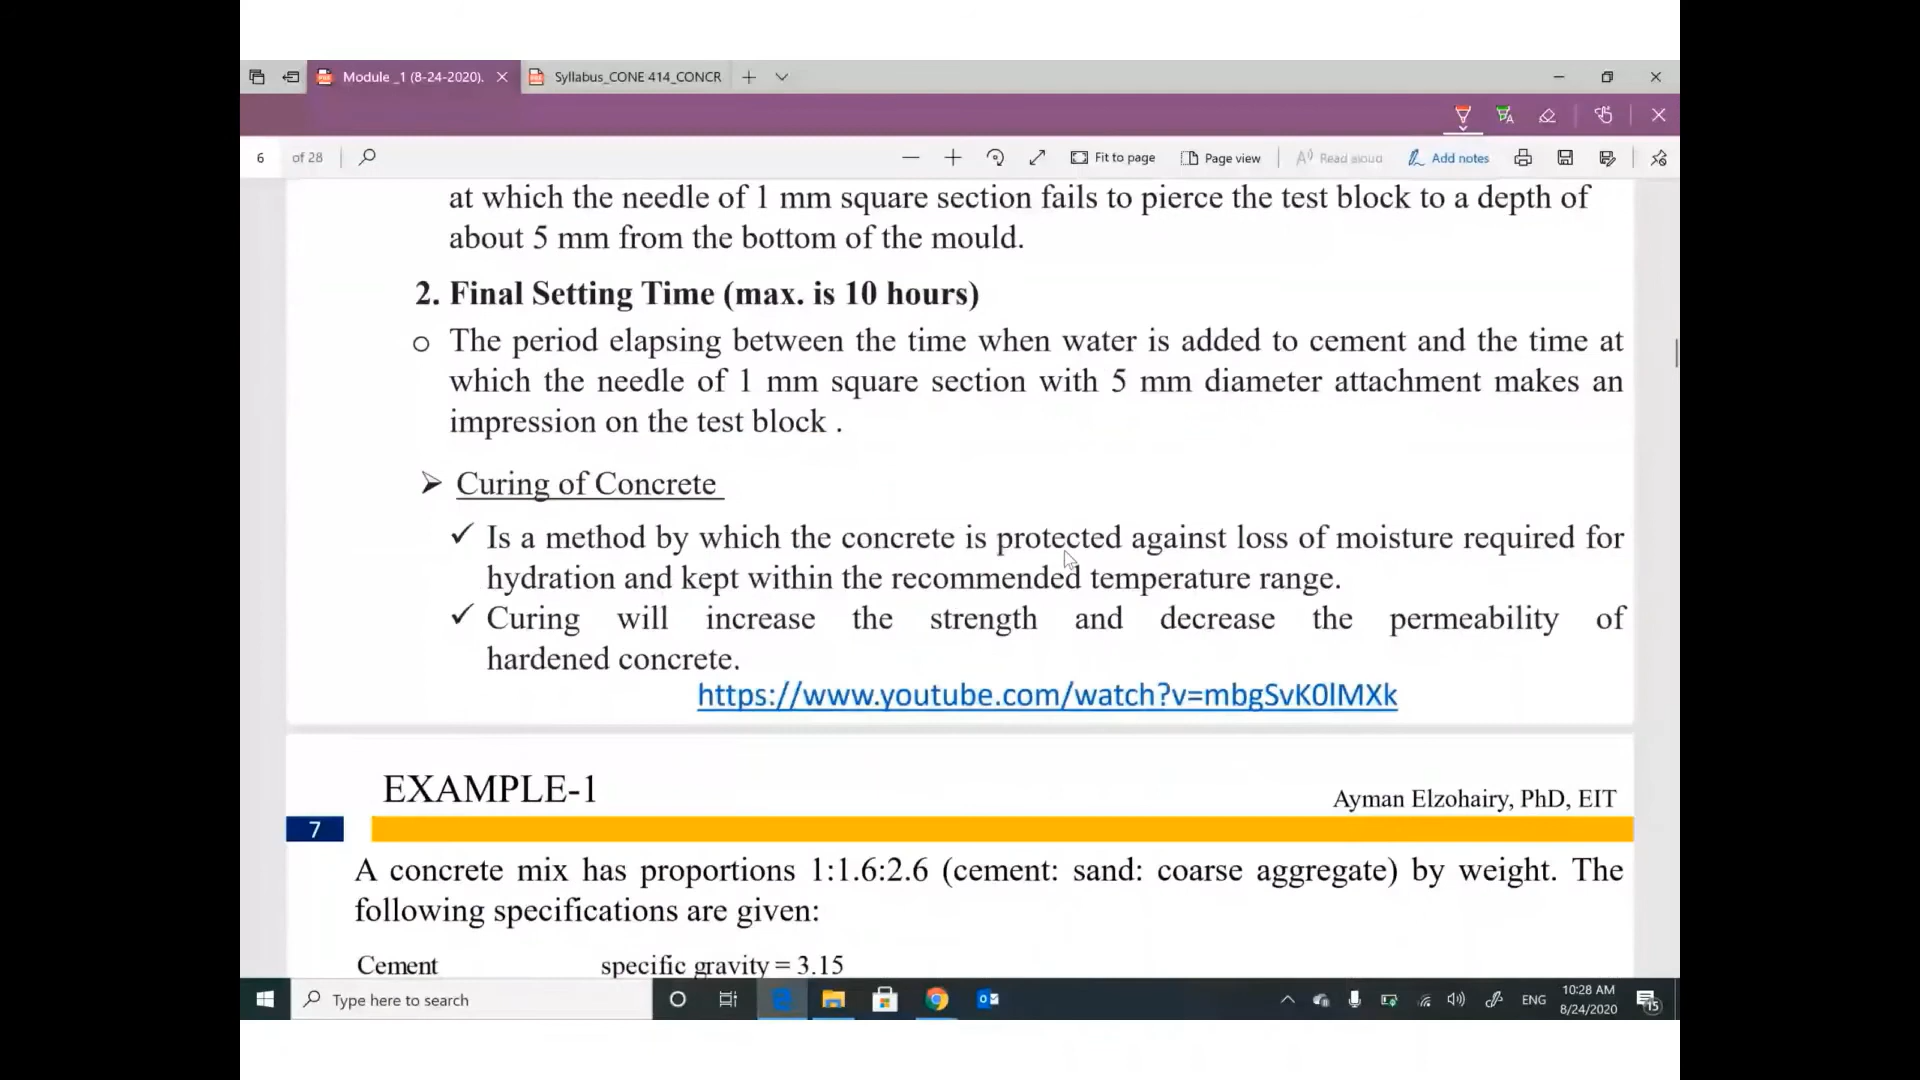 Module _1 (8-24-2020).
Syllabus_CONE 414_CONCR
6 of 28
Fit to page
Page view
Read aloud
Add notes
at which the needle of 1 mm square section fails to pierce the test block to a depth of
about 5 mm from the bottom of the mould.
2. Final Setting Time (max. is 10 hours)
o The period elapsing between the time when water is added to cement and the time at
which the needle of 1 mm square section with 5 mm diameter attachment makes an
impression on the test block .
➤ Curing of Concrete
✓ Is a method by which the concrete is protected against loss of moisture required for
hydration and kept within the recommended temperature range.
✓ Curing will increase the strength and decrease the permeability of
hardened concrete.
https://www.youtube.com/watch?v=mbgSvK0lMXk
EXAMPLE-1
Ayman Elzohairy, PhD, EIT
7
A concrete mix has proportions 1:1.6:2.6 (cement: sand: coarse aggregate) by weight. The
following specifications are given:
Cement specific gravity = 3.15
Type here to search
ENG
10:28 AM
8/24/2020
15